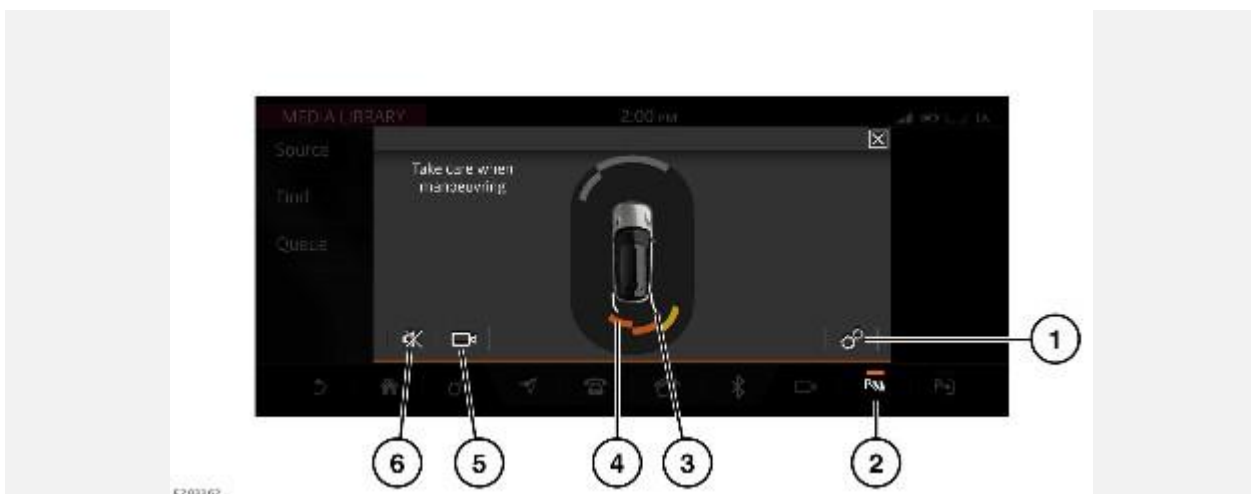 MEDIA LIBRARY
2:00 PM
Source
Take care when
manoeuvring
Find
Queue
1
6
5
4
3
2